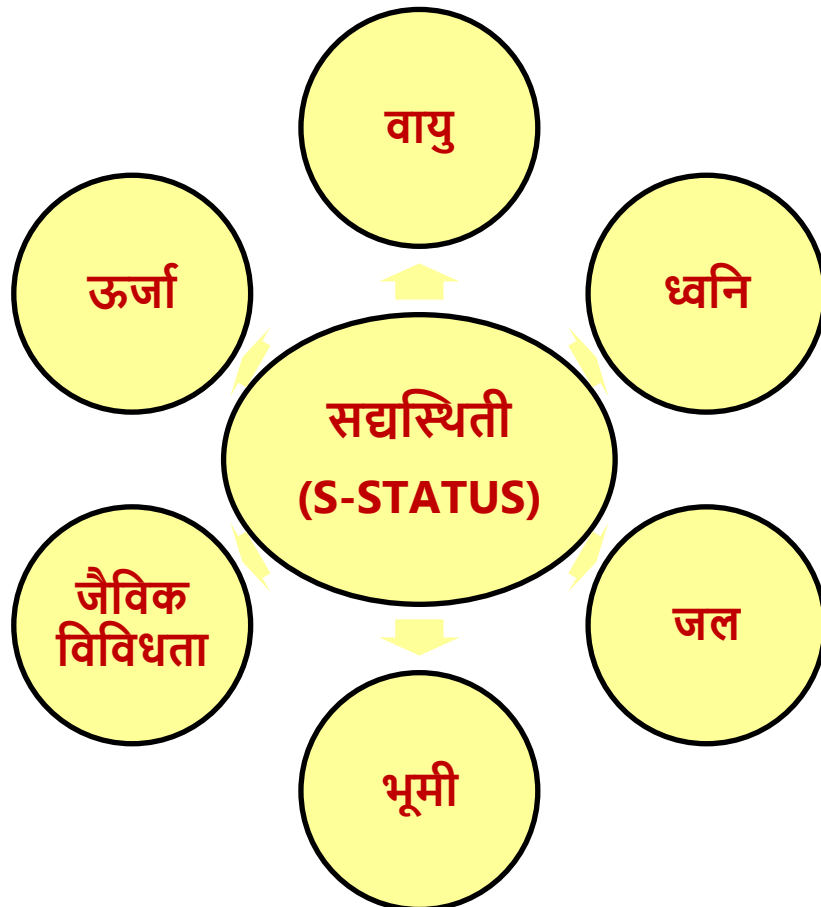 वायु
ऊर्जा
ध्वनि
सद्यस्थिती
(S-STATUS)
जैविक
विविधता
जल
भूमी